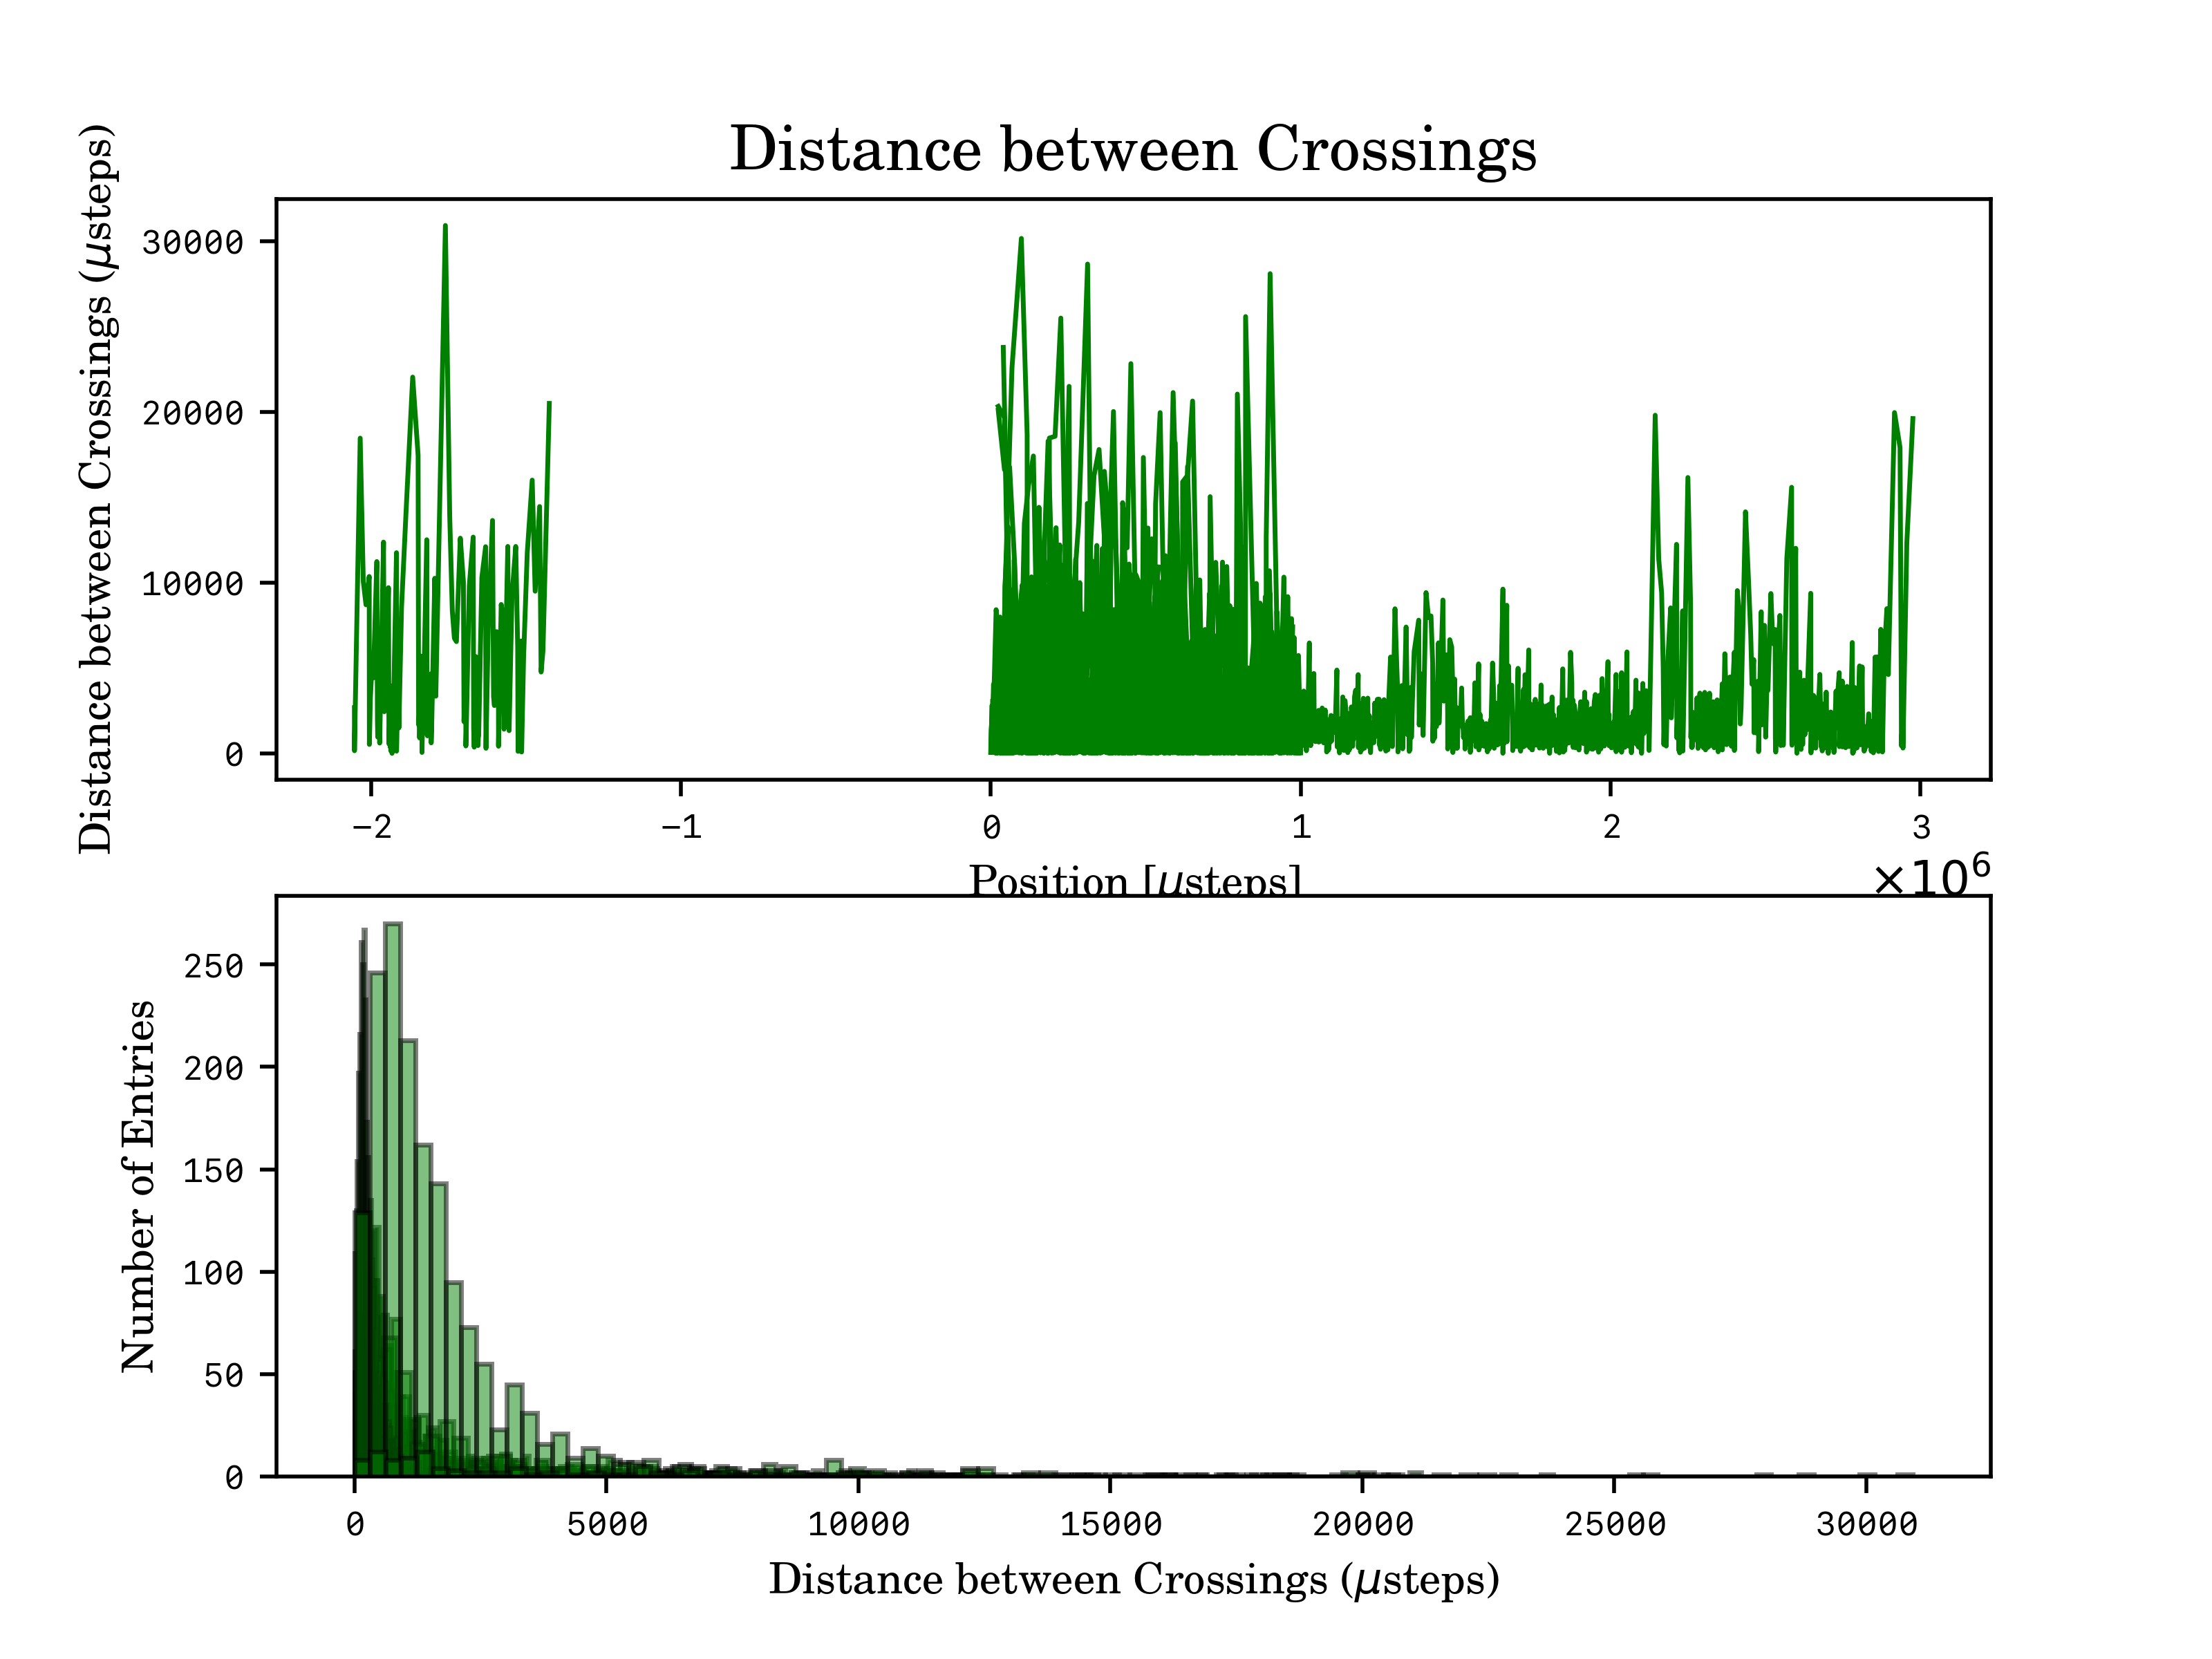 Distance between Crossings
Distance between Crossings (μsteps)
30000
20000
10000
0
−2 −1 0 1 2 3
Position [μsteps]
×10⁶
Number of Entries
250
200
150
100
50
0
0 5000 10000 15000 20000 25000 30000
Distance between Crossings (μsteps)